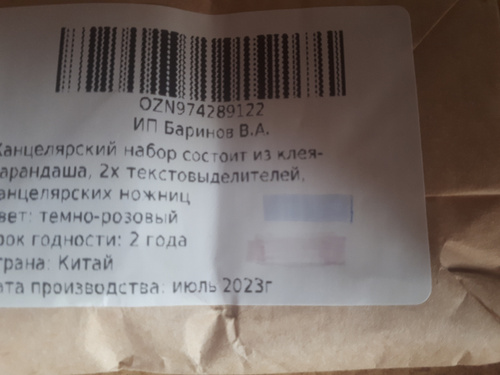 OZN974289122
ИП Баринов В.А.
Канцелярский набор состоит из клея-
арандаша, 2х текстовыделителей,
анцелярских ножниц
вет: темно-розовый
рок годности: 2 года
трана: Китай
ата производства: июль 2023г